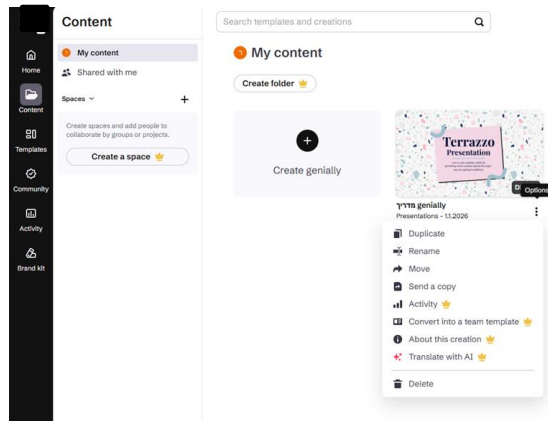 Home
Content
Templates
Community
Activity
Brand kit
Content
My content
Shared with me
Spaces
Create spaces and add people to
collaborate by groups or projects.
Create a space
Search templates and creations
My content
Create folder
Create genially
Terrazzo
Presentation
Options
מדריך genially
Presentations - 1.1.2026
Duplicate
Rename
Move
Send a copy
Activity
Convert into a team template
About this creation
Translate with AI
Delete